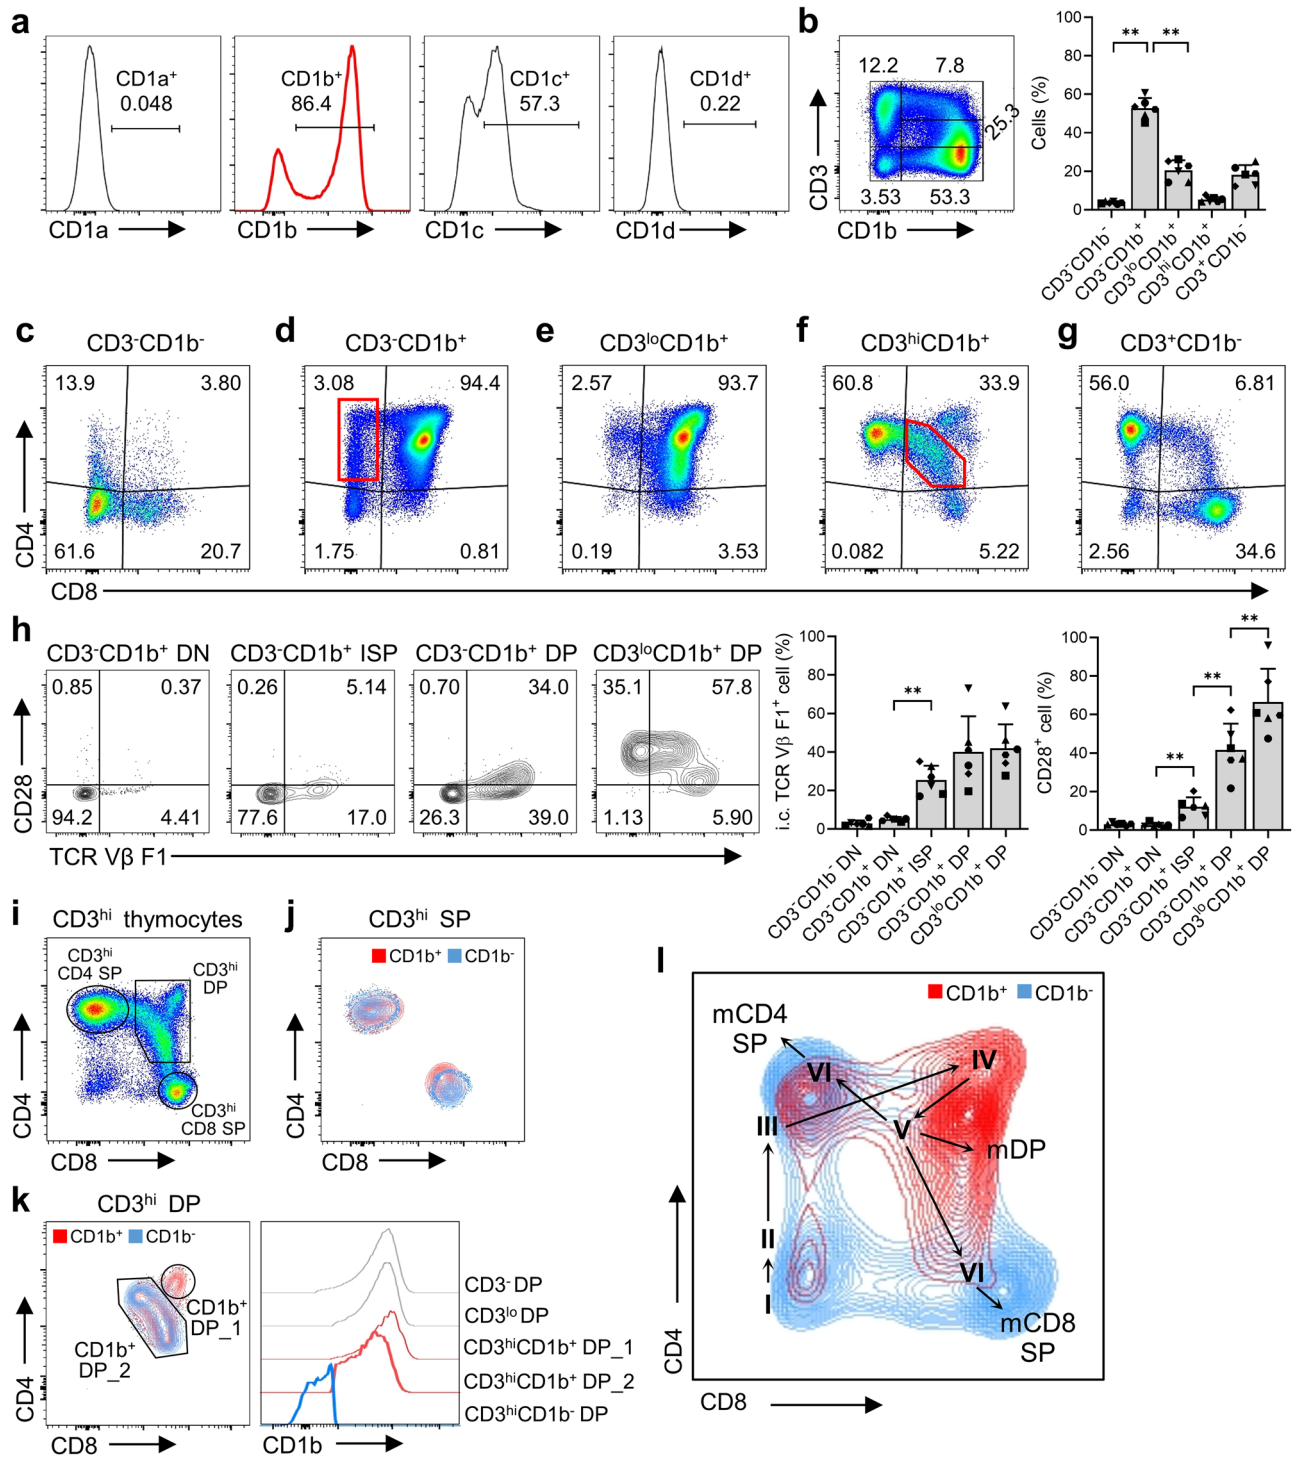 a
CD1a+
0.048
CD1a
CD1b+
86.4
CD1b
CD1c+
57.3
CD1c
CD1d+
0.22
CD1d
b
12.2 7.8
25.3
3.53 53.3
CD3
CD1b
Cells (%)
100
80
60
40
20
0
** **
CD3-CD1b-
CD3-CD1b+
CD3loCD1b+
CD3hiCD1b+
CD3+CD1b-
c
CD3-CD1b-
13.9 3.80
61.6 20.7
d
CD3-CD1b+
3.08 94.4
1.75 0.81
e
CD3loCD1b+
2.57 93.7
0.19 3.53
f
CD3hiCD1b+
60.8 33.9
0.082 5.22
g
CD3+CD1b-
56.0 6.81
2.56 34.6
CD4
CD8
h
CD3-CD1b+ DN
0.85 0.37
94.2 4.41
CD3-CD1b+ ISP
0.26 5.14
77.6 17.0
CD3-CD1b+ DP
0.70 34.0
26.3 39.0
CD3loCD1b+ DP
35.1 57.8
1.13 5.90
CD28
TCR Vβ F1
i.c. TCR Vβ F1+ cell (%)
100
80
60
40
20
0
**
CD3-CD1b- DN
CD3-CD1b+ DN
CD3-CD1b+ ISP
CD3-CD1b+ DP
CD3loCD1b+ DP
CD28+ cell (%)
100
80
60
40
20
0
** ** **
CD3-CD1b- DN
CD3-CD1b+ DN
CD3-CD1b+ ISP
CD3-CD1b+ DP
CD3loCD1b+ DP
i
CD3hi thymocytes
CD3hi
CD4 SP
CD3hi
DP
CD3hi
CD8 SP
CD4
CD8
j
CD3hi SP
CD1b+ CD1b-
CD4
CD8
k
CD3hi DP
CD1b+ CD1b-
CD1b+
DP_1
CD1b+
DP_2
CD4
CD8
CD3- DP
CD3lo DP
CD3hiCD1b+ DP_1
CD3hiCD1b+ DP_2
CD3hiCD1b- DP
CD1b
l
CD1b+ CD1b-
mCD4
SP
VI
IV
III
V
mDP
II
VI
I
mCD8
SP
CD4
CD8